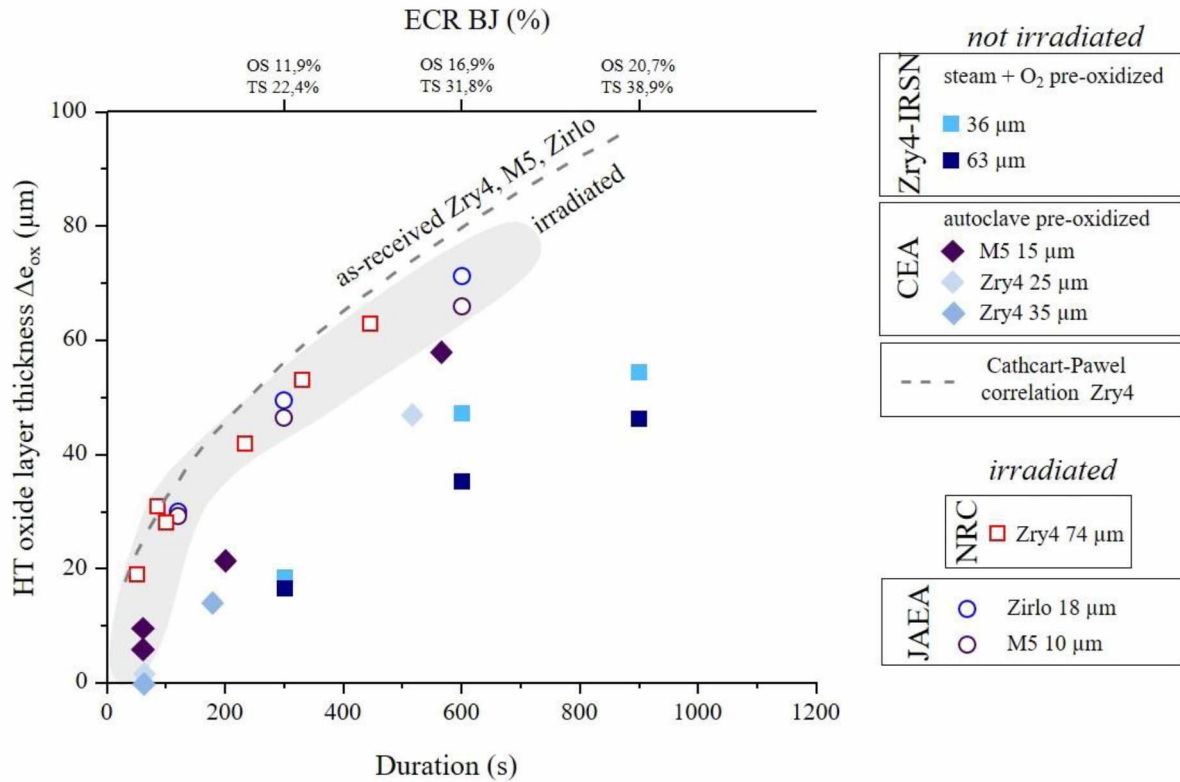 ECR BJ (%)
OS 11,9%
TS 22,4%
OS 16,9%
TS 31,8%
OS 20,7%
TS 38,9%
HT oxide layer thickness Δe_ox (µm)
100
80
60
40
20
0
as-received Zry4, M5, Zirlo
irradiated
0
200
400
600
800
1000
1200
Duration (s)
not irradiated
Zry4-IRSN
steam + O₂ pre-oxidized
36 µm
63 µm
CEA
autoclave pre-oxidized
M5 15 µm
Zry4 25 µm
Zry4 35 µm
Cathcart-Pawel
correlation Zry4
irradiated
NRC
Zry4 74 µm
JAEA
Zirlo 18 µm
M5 10 µm